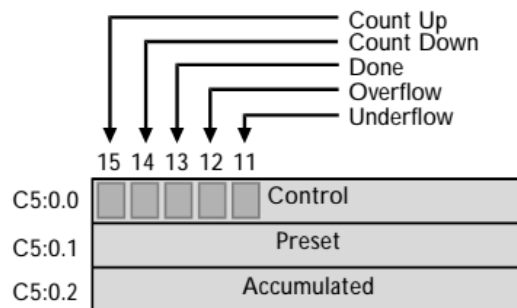 Count Up
Count Down
Done
Overflow
Underflow
15 14 13 12 11
C5:0.0 Control
C5:0.1 Preset
C5:0.2 Accumulated